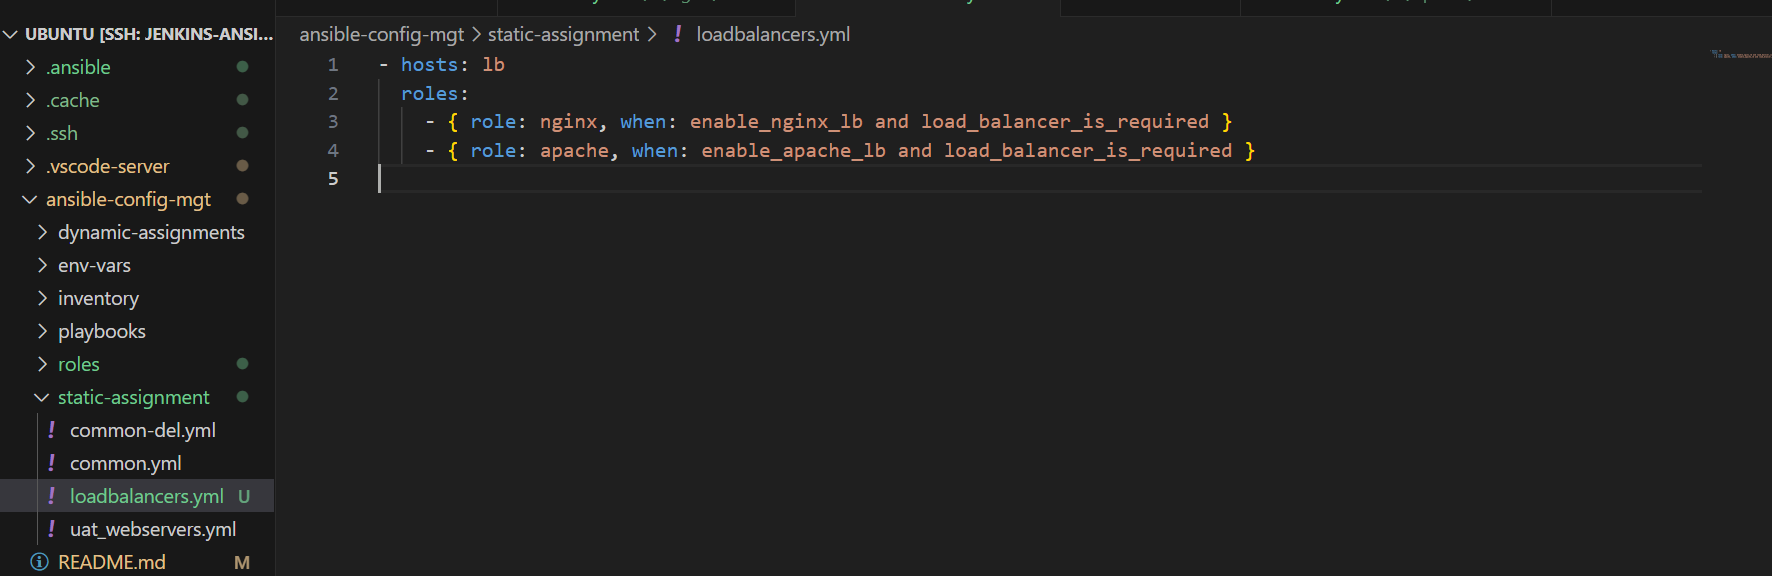 UBUNTU [SSH: JENKINS-ANSI...
.ansible
.cache
.ssh
.vscode-server
ansible-config-mgt
dynamic-assignments
env-vars
inventory
playbooks
roles
static-assignment
! common-del.yml
! common.yml
! loadbalancers.yml U
! uat_webservers.yml
README.md M
ansible-config-mgt > static-assignment > ! loadbalancers.yml
1 - hosts: lb
2 roles:
3 - { role: nginx, when: enable_nginx_lb and load_balancer_is_required }
4 - { role: apache, when: enable_apache_lb and load_balancer_is_required }
5